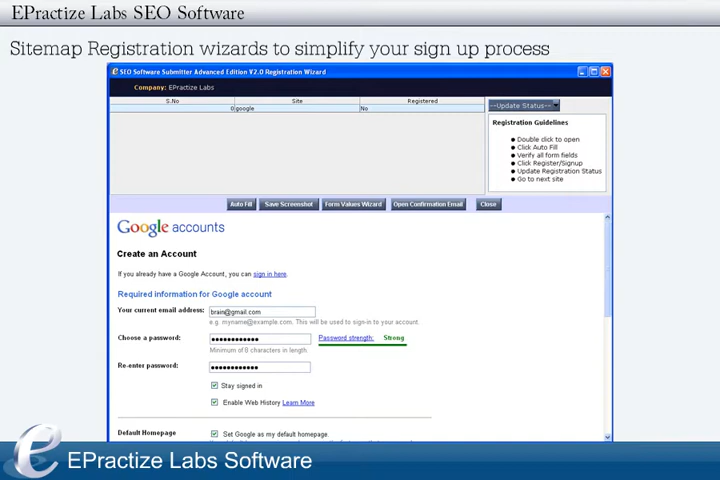 EPractize Labs SEO Software
Sitemap Registration wizards to simplify your sign up process
SEO Software Submitter Advanced Edition V2.0 Registration Wizard
Company: EPractize Labs
S.No Site Registered
0 google No
--Update Status--
Registration Guidelines
Double click to open
Click Auto Fill
Verify all form fields
Click Register/Signup
Update Registration Status
Go to next site
Auto Fill Save Screenshot Form Values Wizard Open Confirmation Email Close
Google accounts
Create an Account
If you already have a Google Account, you can sign in here.
Required information for Google account
Your current email address: brain@gmail.com
e.g. myname@example.com. This will be used to sign-in to your account.
Choose a password: Password strength: Strong
Minimum of 8 characters in length.
Re-enter password:
Stay signed in
Enable Web History Learn More
Default Homepage Set Google as my default homepage.
EPractize Labs Software